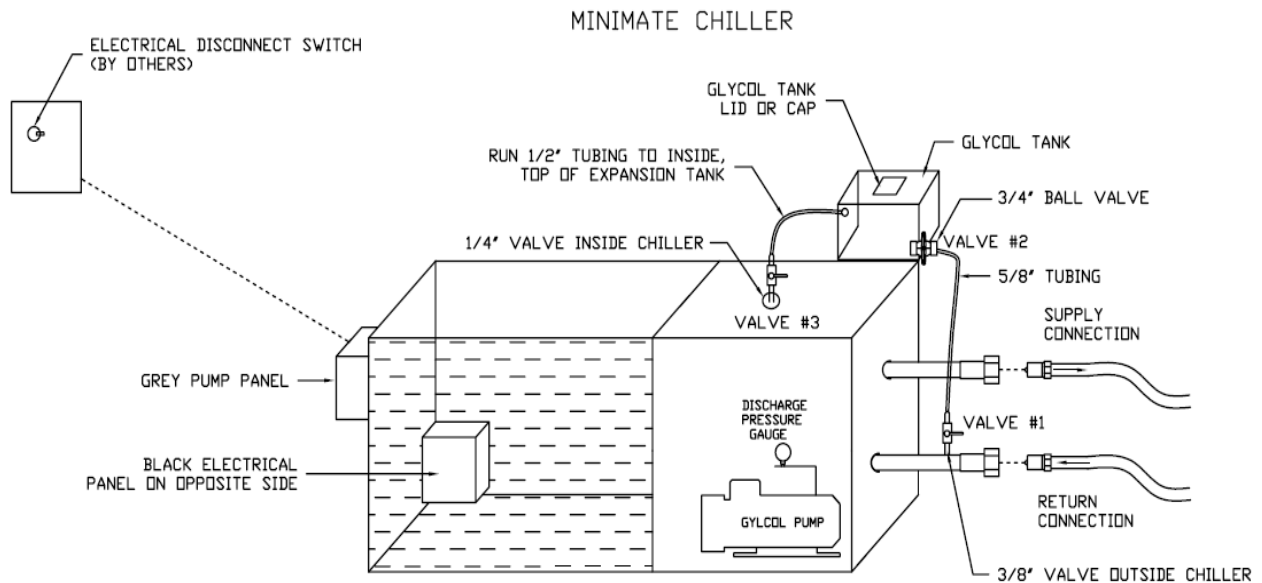 MINIMATE CHILLER
ELECTRICAL DISCONNECT SWITCH
(BY OTHERS)
GLYCOL TANK
LID OR CAP
GLYCOL TANK
RUN 1/2" TUBING TO INSIDE,
TOP OF EXPANSION TANK
3/4" BALL VALVE
VALVE #2
1/4" VALVE INSIDE CHILLER
5/8" TUBING
VALVE #3
SUPPLY
CONNECTION
GREY PUMP PANEL
DISCHARGE
PRESSURE
GAUGE
VALVE #1
BLACK ELECTRICAL
PANEL ON OPPOSITE SIDE
GYLCOL PUMP
RETURN
CONNECTION
3/8" VALVE OUTSIDE CHILLER